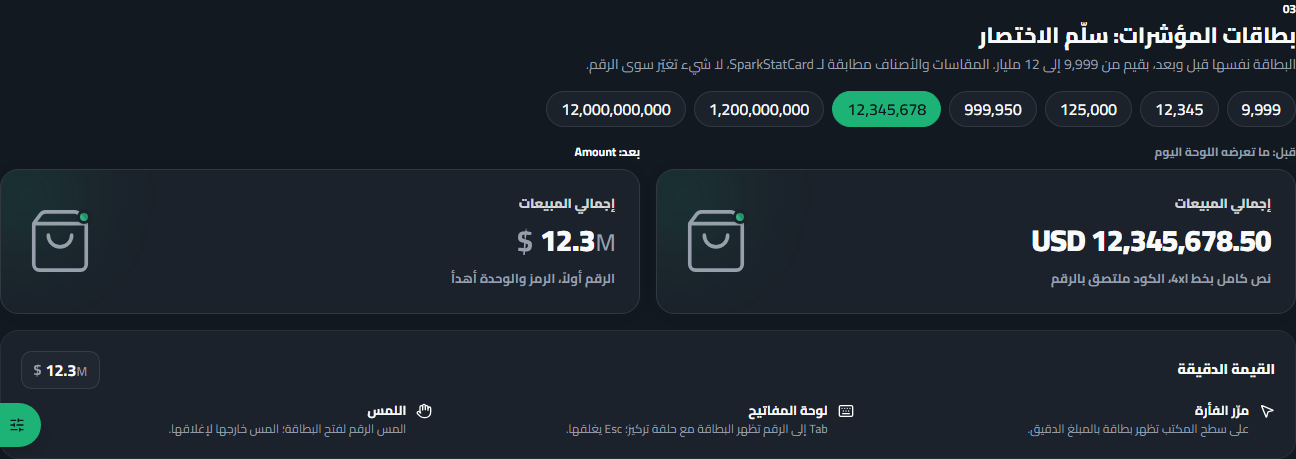 03
بطاقات المؤشرات: سلّم الاختصار
البطاقة نفسها قبل وبعد، بقيم من 9,999 إلى 12 مليار. المقاسات والأصناف مطابقة لـ SparkStatCard، لا شيء تغيّر سوى الرقم.
9,999
12,345
125,000
999,950
12,345,678
1,200,000,000
12,000,000,000
قبل: ما تعرضه اللوحة اليوم
إجمالي المبيعات
USD 12,345,678.50
نص كامل بخط 4xl، الكود ملتصق بالرقم
بعد: Amount
إجمالي المبيعات
$ 12.3M
الرقم أولاً، الرمز والوحدة أهدأ
القيمة الدقيقة
$ 12.3M
مرّر الفأرة
على سطح المكتب تظهر بطاقة بالمبلغ الدقيق.
لوحة المفاتيح
Tab إلى الرقم تظهر البطاقة مع حلقة تركيز؛ Esc يغلقها.
اللمس
المس الرقم لفتح البطاقة؛ المس خارجها لإغلاقها.